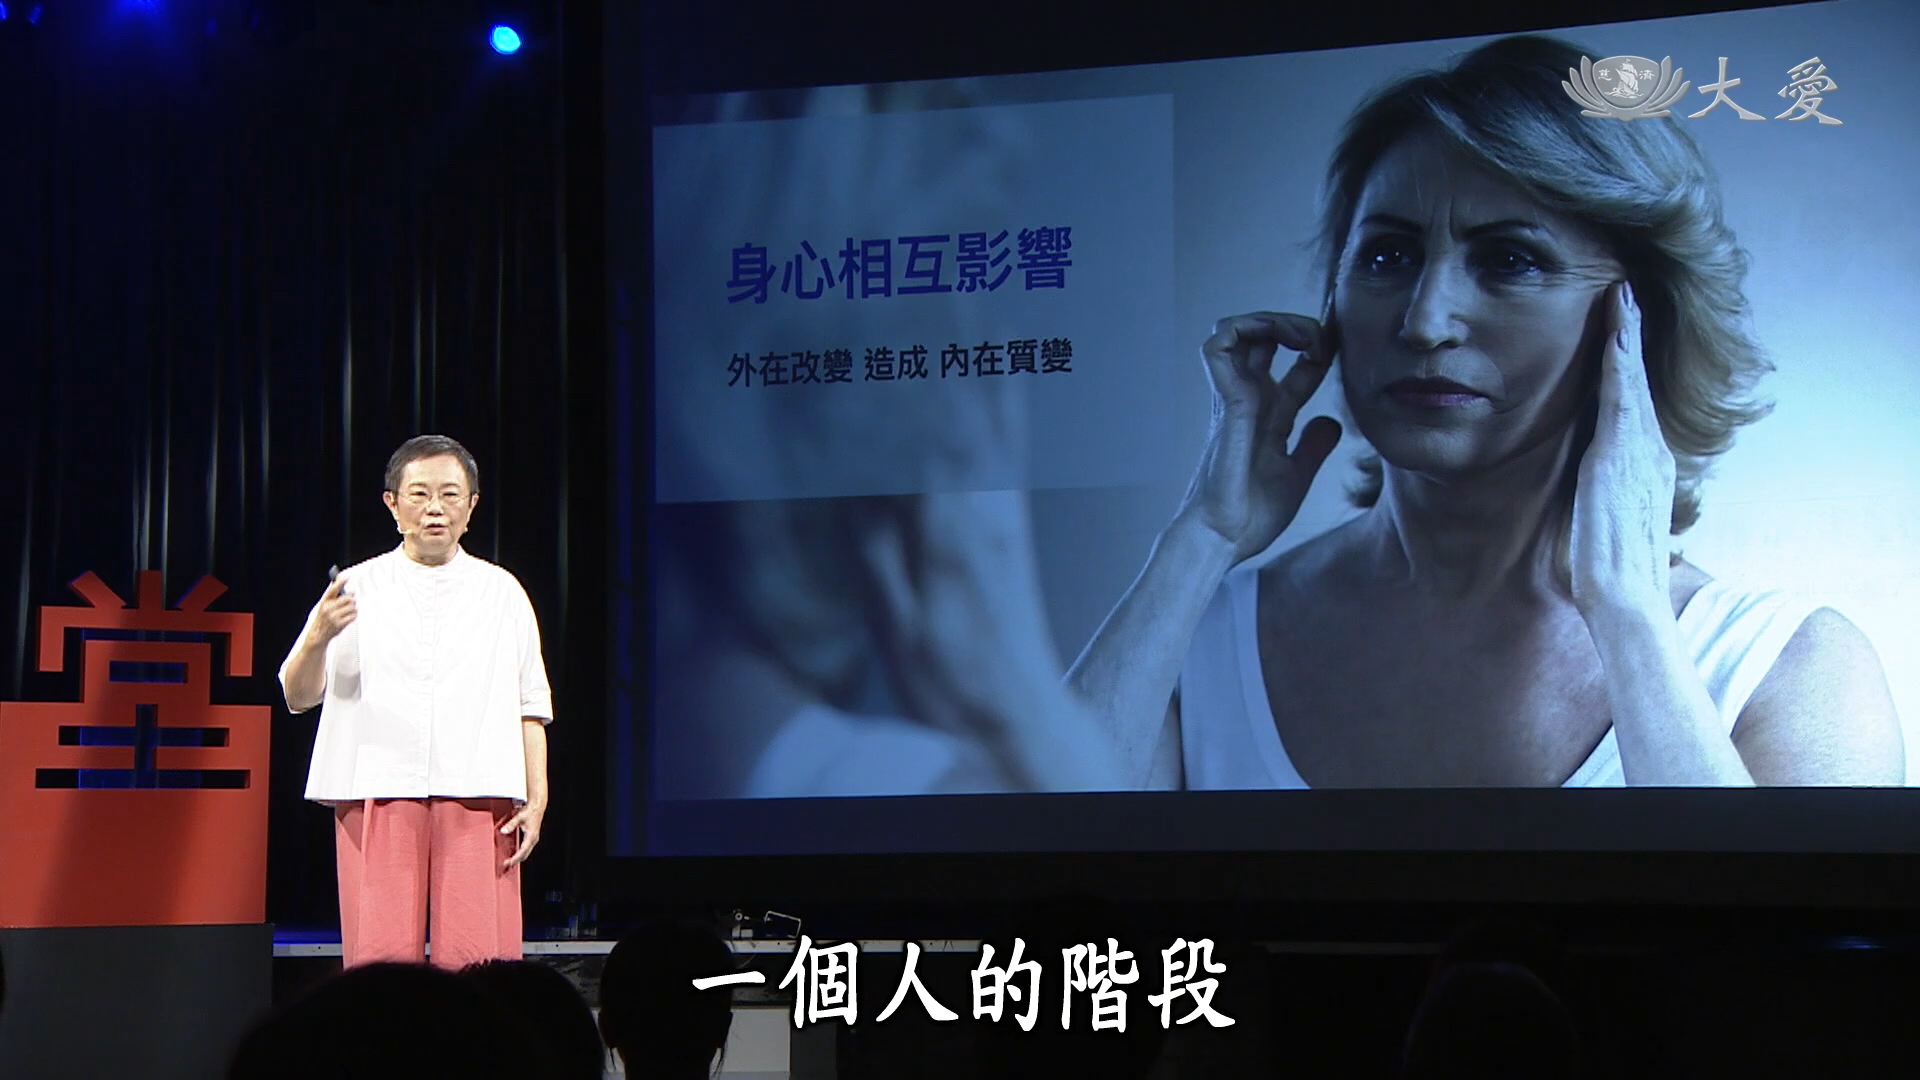 慈濟
大愛
身心相互影響
外在改變 造成 內在質變
堂
一個人的階段